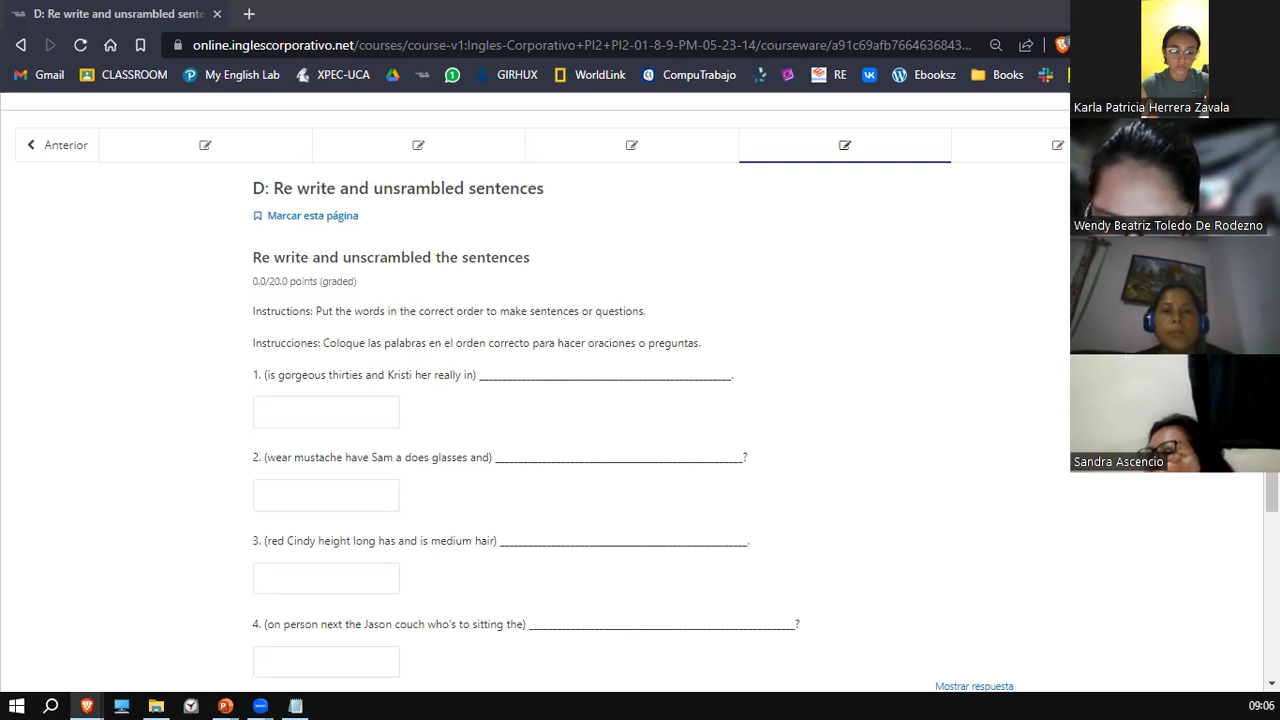 D: Re write and unsrambled sente
online.inglescorporativo.net/courses/course-v1:Ingles-Corporativo+PI2+PI2-01-8-9-PM-05-23-14/courseware/a91c69afb7664636843...
Gmail CLASSROOM My English Lab XPEC-UCA GIRHUX WorldLink CompuTrabajo RE Ebooksz Books
Karla Patricia Herrera Zavala
Wendy Beatriz Toledo De Rodezno
Sandra Ascencio
Anterior
D: Re write and unsrambled sentences
Marcar esta página
Re write and unscrambled the sentences
0.0/20.0 points (graded)
Instructions: Put the words in the correct order to make sentences or questions.
Instrucciones: Coloque las palabras en el orden correcto para hacer oraciones o preguntas.
1. (is gorgeous thirties and Kristi her really in) ______________________________________________.
2. (wear mustache have Sam a does glasses and) ______________________________________________?
3. (red Cindy height long has and is medium hair) ______________________________________________.
4. (on person next the Jason couch who's to sitting the) ______________________________________________?
Mostrar respuesta
09:06